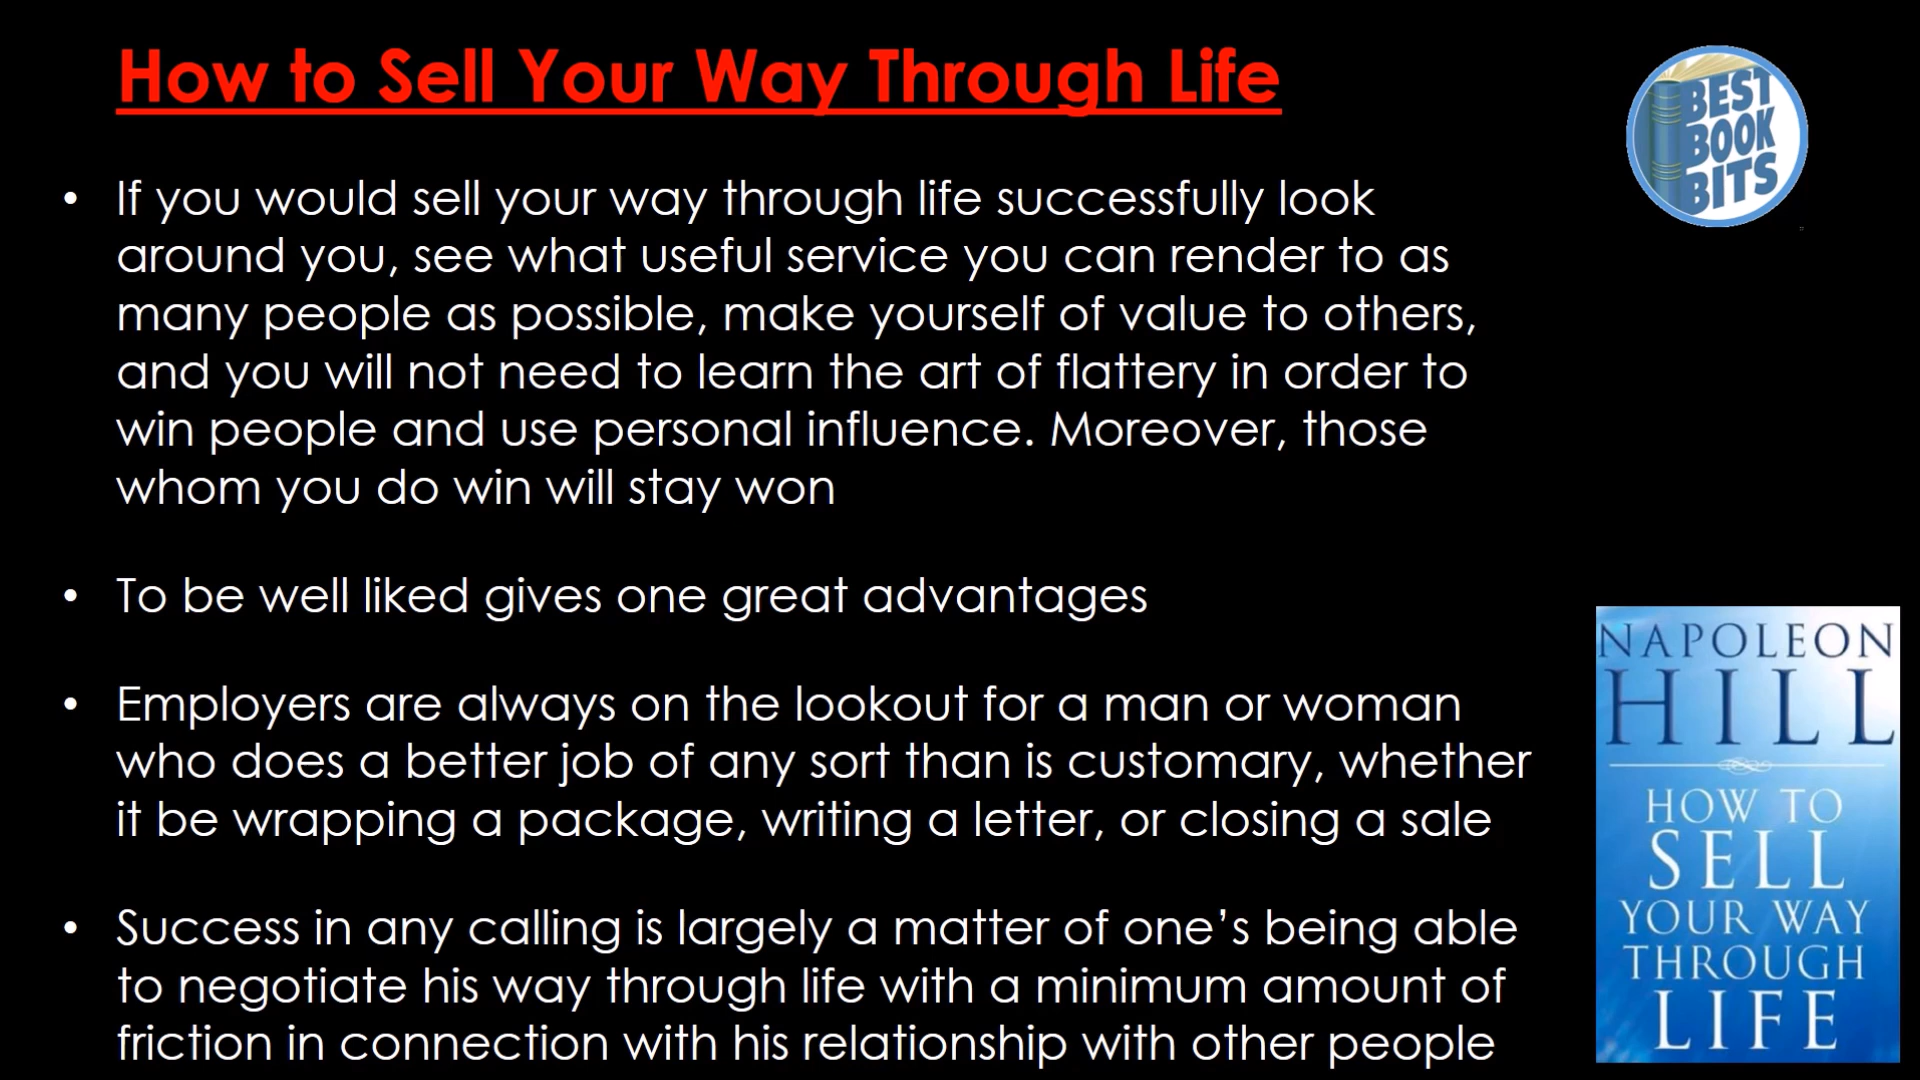 How to Sell Your Way Through Life
BEST
BOOK
BITS
• If you would sell your way through life successfully look
around you, see what useful service you can render to as
many people as possible, make yourself of value to others,
and you will not need to learn the art of flattery in order to
win people and use personal influence. Moreover, those
whom you do win will stay won
• To be well liked gives one great advantages
• Employers are always on the lookout for a man or woman
who does a better job of any sort than is customary, whether
it be wrapping a package, writing a letter, or closing a sale
• Success in any calling is largely a matter of one’s being able
to negotiate his way through life with a minimum amount of
friction in connection with his relationship with other people
NAPOLEON
HILL
HOW TO
SELL
YOUR WAY
THROUGH
LIFE